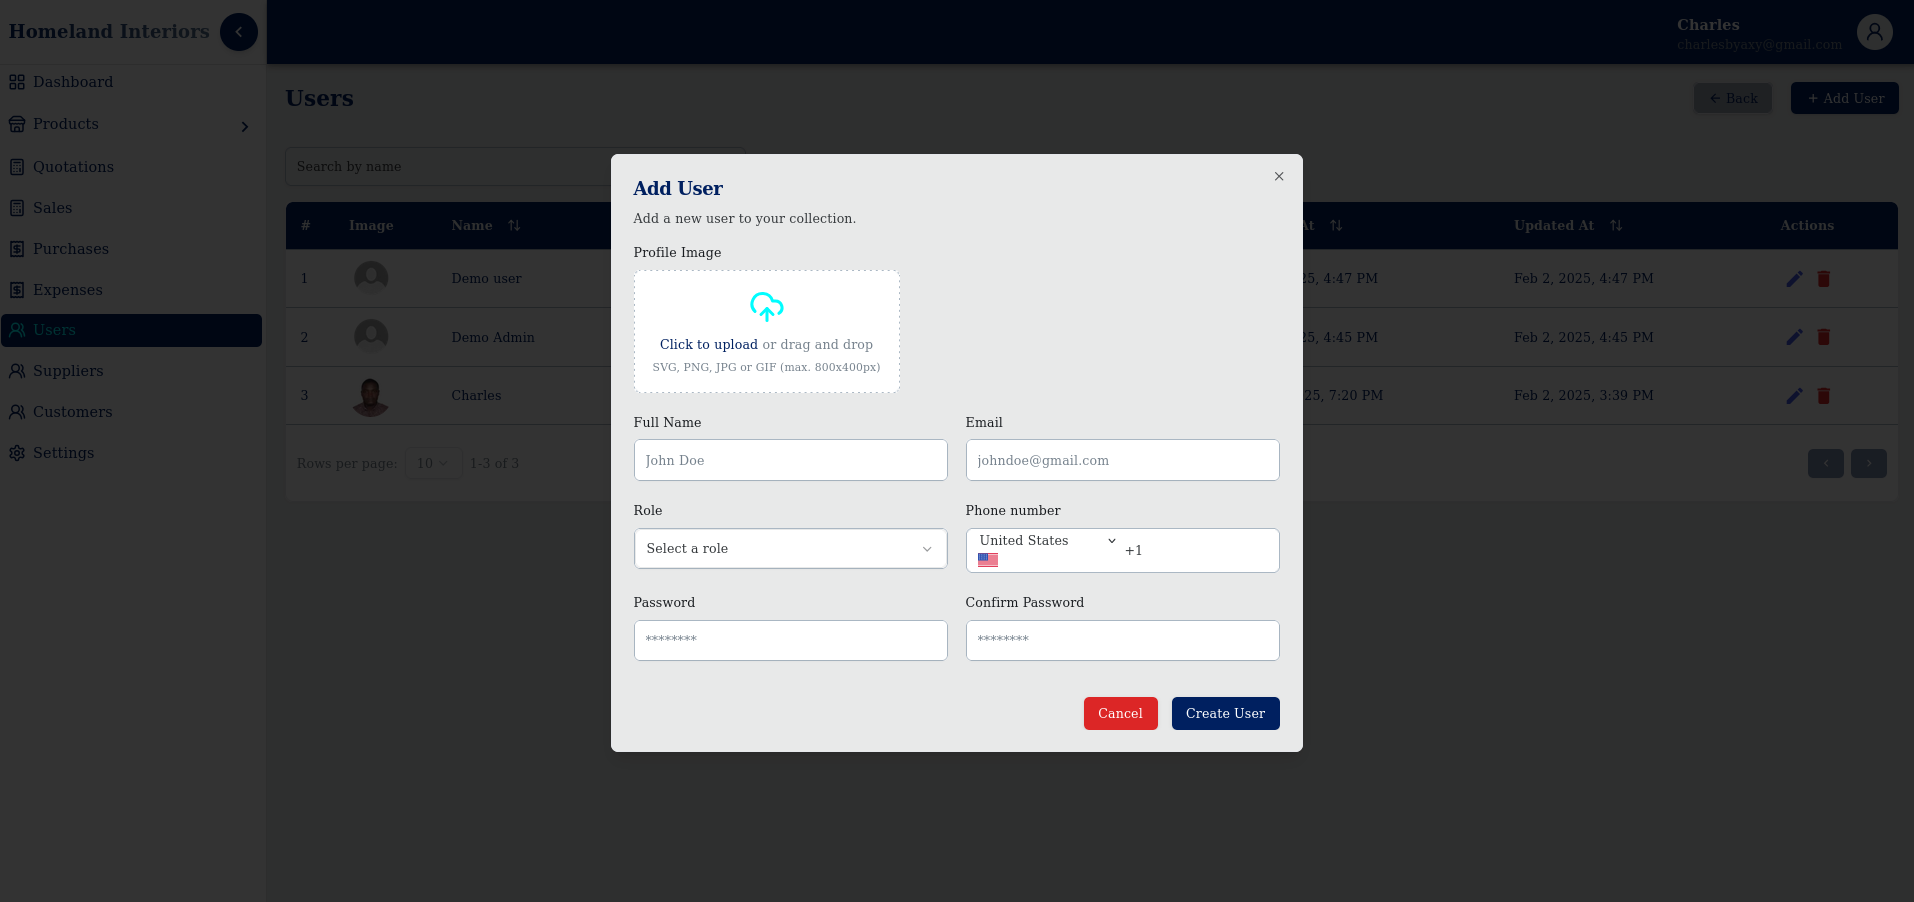 Homeland Interiors
Charles
charlesbyaxy@gmail.com
Dashboard
Products
Quotations
Sales
Purchases
Expenses
Users
Suppliers
Customers
Settings
Users
← Back
+ Add User
Search by name
# Image Name At Updated At Actions
1 Demo user 25, 4:47 PM Feb 2, 2025, 4:47 PM
2 Demo Admin 25, 4:45 PM Feb 2, 2025, 4:45 PM
3 Charles 25, 7:20 PM Feb 2, 2025, 3:39 PM
Rows per page: 10 1-3 of 3
Add User
Add a new user to your collection.
Profile Image
Click to upload or drag and drop
SVG, PNG, JPG or GIF (max. 800x400px)
Full Name
John Doe
Email
johndoe@gmail.com
Role
Select a role
Phone number
United States
+1
Password
********
Confirm Password
********
Cancel
Create User